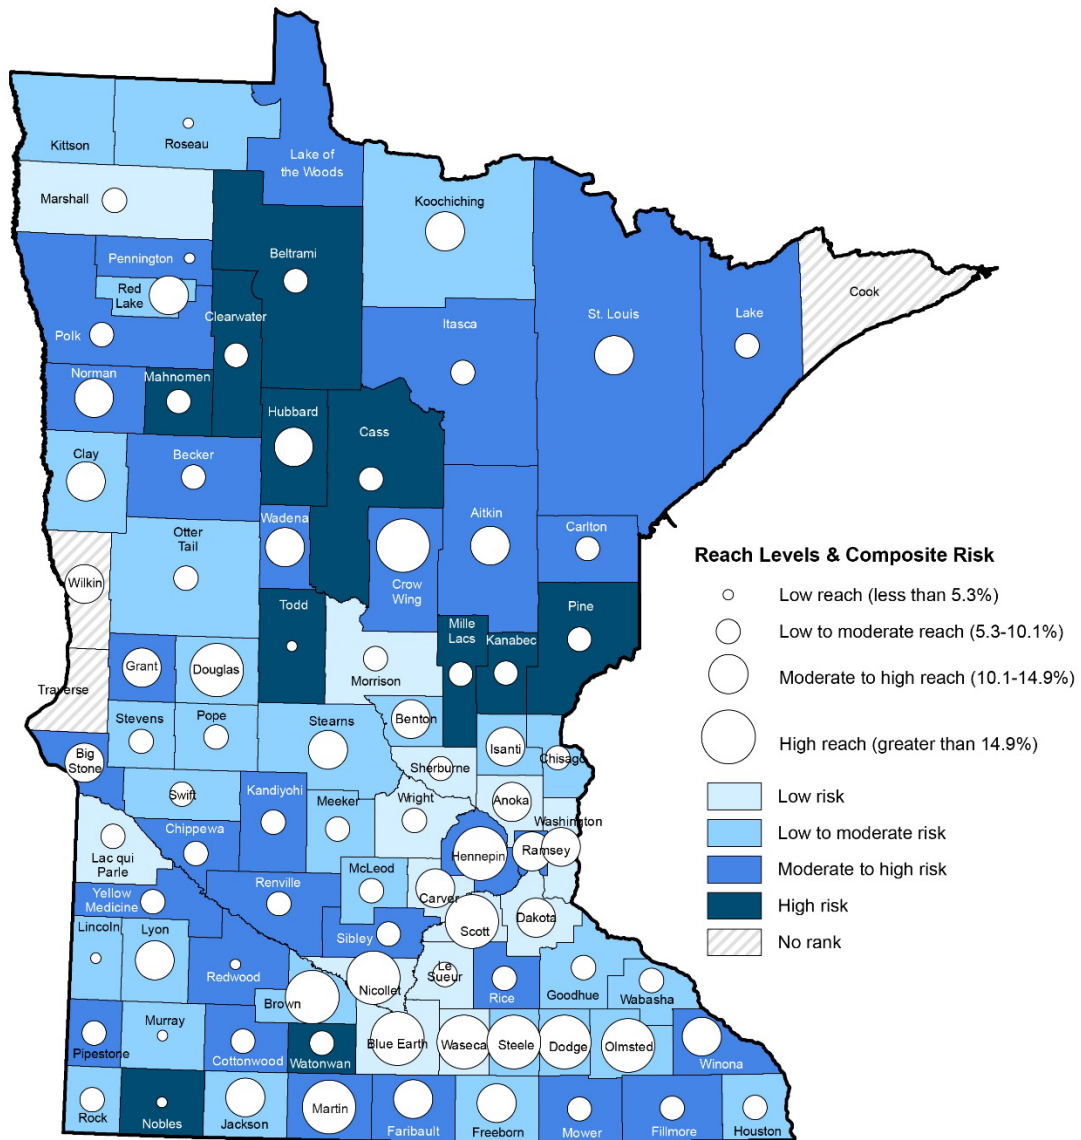 Kittson
Roseau
Lake of
the Woods
Marshall
Koochiching
Beltrami
Pennington
Red
Lake
Cook
Clearwater
Itasca
St. Louis
Lake
Polk
Norman
Mahnomen
Hubbard
Cass
Clay
Becker
Wadena
Aitkin
Carlton
Otter
Tail
Crow
Wing
Wilkin
Todd
Pine
Mille
Lacs
Kanabec
Grant
Douglas
Morrison
Traverse
Stevens
Pope
Stearns
Benton
Isanti
Big
Stone
Chisago
Sherburne
Swift
Kandiyohi
Meeker
Wright
Anoka
Washington
Chippewa
Lac qui
Parle
Hennepin
Ramsey
McLeod
Carver
Yellow
Medicine
Renville
Dakota
Scott
Lincoln
Lyon
Sibley
Redwood
Le
Sueur
Nicollet
Rice
Goodhue
Wabasha
Brown
Murray
Pipestone
Cottonwood
Watonwan
Blue Earth
Waseca
Steele
Dodge
Olmsted
Winona
Rock
Nobles
Jackson
Martin
Faribault
Freeborn
Mower
Fillmore
Houston
Reach Levels & Composite Risk
Low reach (less than 5.3%)
Low to moderate reach (5.3-10.1%)
Moderate to high reach (10.1-14.9%)
High reach (greater than 14.9%)
Low risk
Low to moderate risk
Moderate to high risk
High risk
No rank